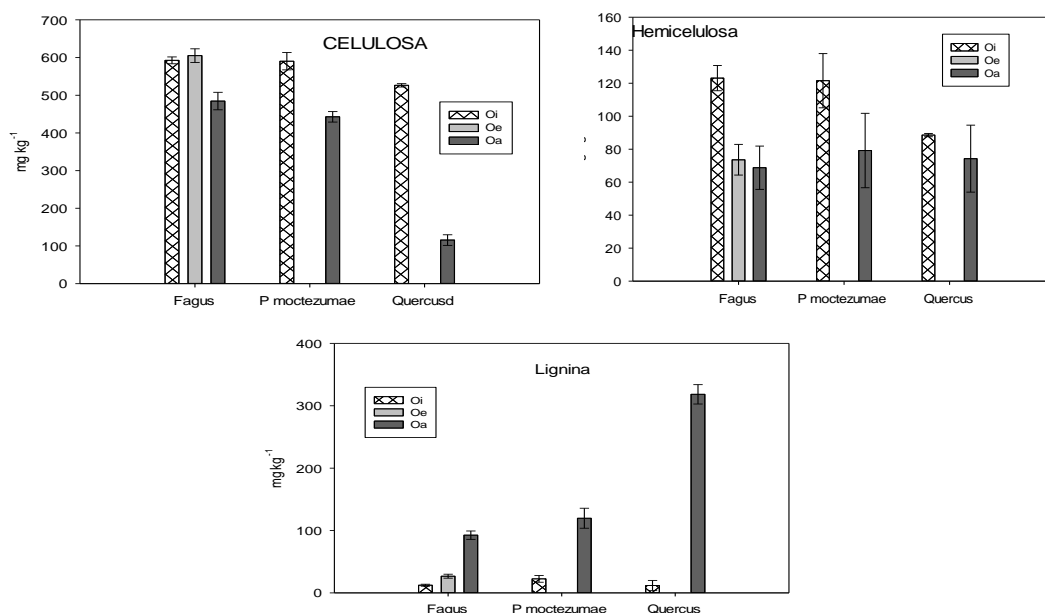 CELULOSA
700
600
500
400
300
200
100
0
mg kg-1
Oi
Oe
Oa
Fagus P moctezumae Quercusd
Hemicelulosa
160
140
120
100
80
60
40
20
0
Oi
Oe
Oa
Fagus P moctezumae Quercus
Lignina
400
300
200
100
0
mg kg-1
Oi
Oe
Oa
Fagus P moctezumae Quercus